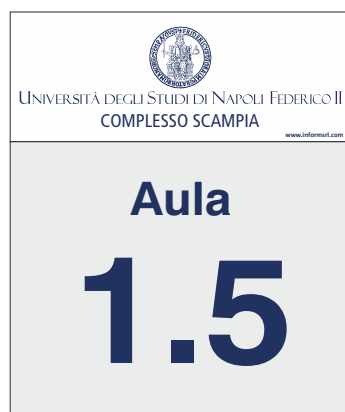 UNIVERSITÀ DEGLI STUDI DI NAPOLI FEDERICO II
COMPLESSO SCAMPIA
www.informsrl.com
Aula
1.5